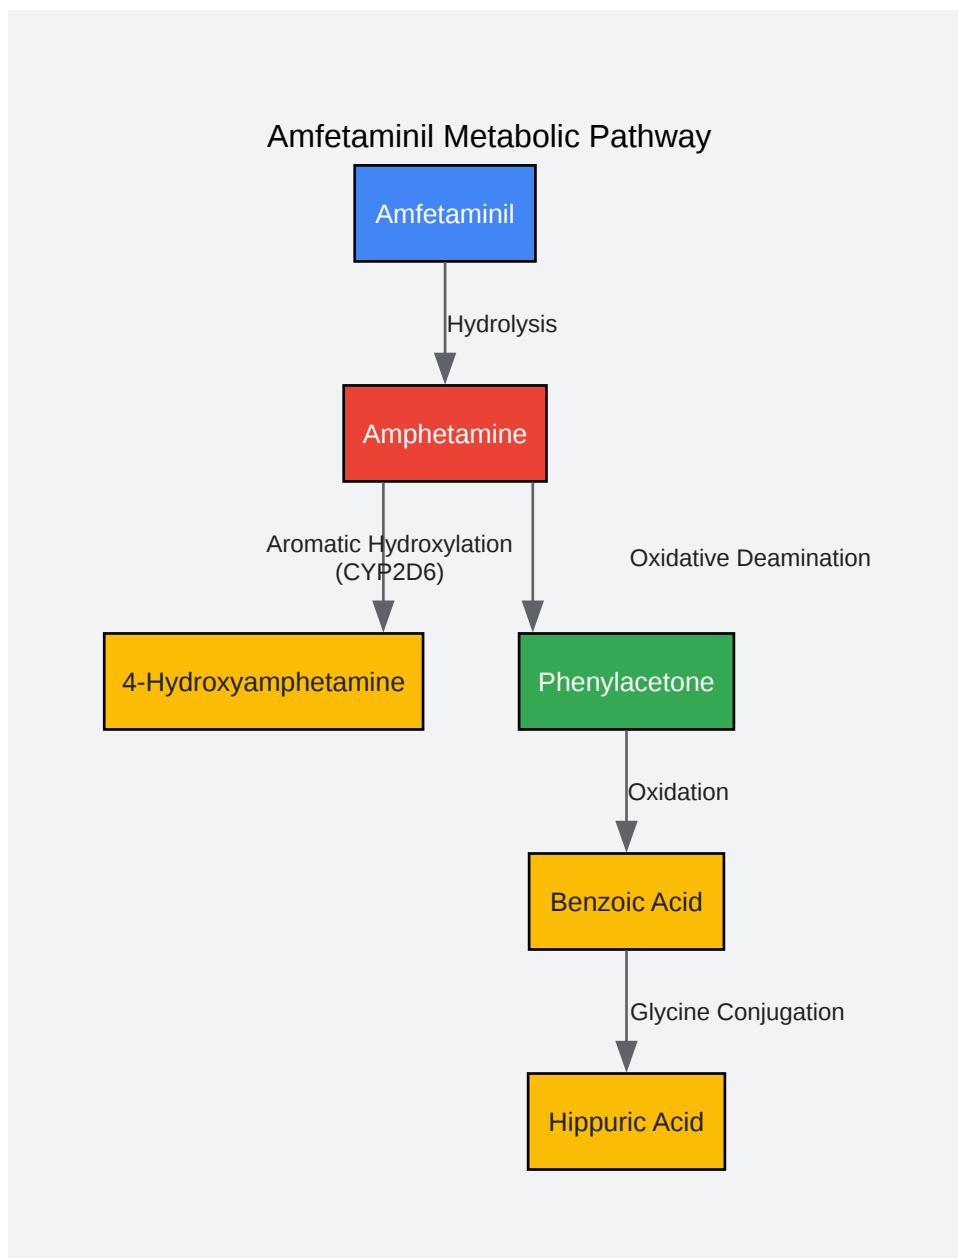 Amfetaminil Metabolic Pathway
Amfetaminil
Hydrolysis
Amphetamine
Aromatic Hydroxylation
(CYP2D6)
Oxidative Deamination
4-Hydroxyamphetamine
Phenylacetone
Oxidation
Benzoic Acid
Glycine Conjugation
Hippuric Acid